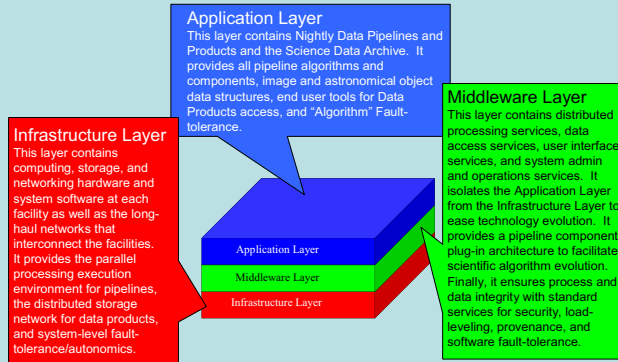 Application Layer
This layer contains Nightly Data Pipelines and
Products and the Science Data Archive.  It
provides all pipeline algorithms and
components, image and astronomical object
data structures, end user tools for Data
Products access, and “Algorithm” Fault-
tolerance.
Infrastructure Layer
This layer contains
computing, storage, and
networking hardware and
system software at each
facility as well as the long-
haul networks that
interconnect the facilities.
It provides the parallel
processing execution
environment for pipelines,
the distributed storage
network for data products,
and system-level fault-
tolerance/autonomics.
Middleware Layer
This layer contains distributed
processing services, data
access services, user interface
services, and system admin
and operations services.  It
isolates the Application Layer
from the Infrastructure Layer to
ease technology evolution.  It
provides a pipeline component
plug-in architecture to facilitate
scientific algorithm evolution.
Finally, it ensures process and
data integrity with standard
services for security, load-
leveling, provenance, and
software fault-tolerance.
Application Layer
Middleware Layer
Infrastructure Layer